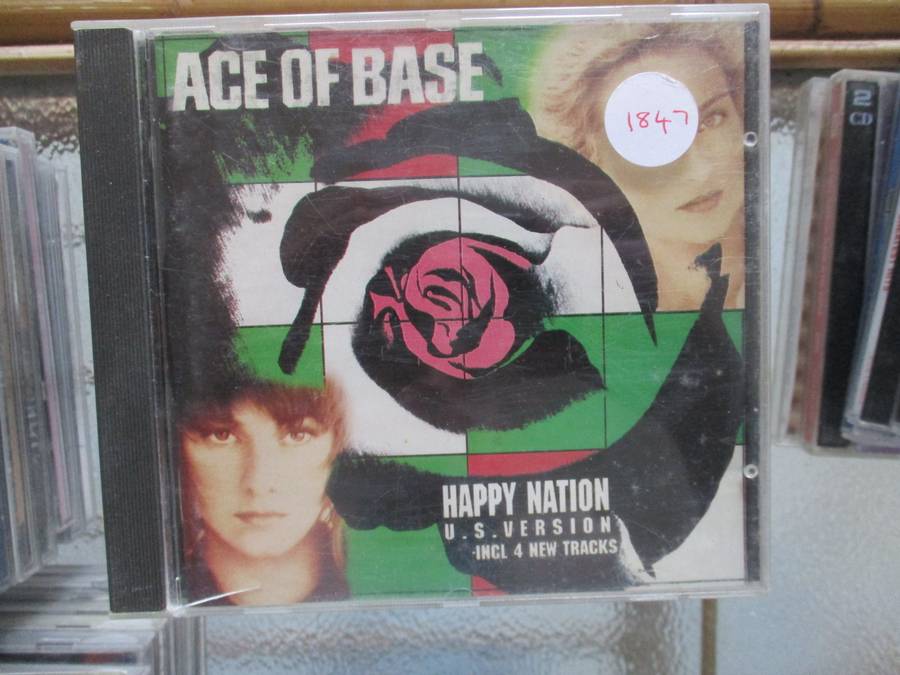 ACE OF BASE
1847
2
CD
HAPPY NATION
U.S.VERSION
-INCL 4 NEW TRACKS